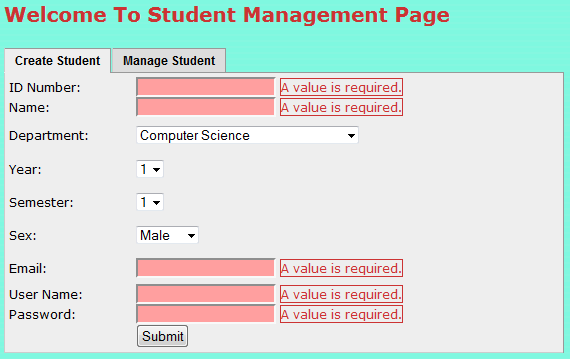 Welcome To Student Management Page
Create Student Manage Student
ID Number: A value is required.
Name: A value is required.
Department: Computer Science
Year: 1
Semester: 1
Sex: Male
Email: A value is required.
User Name: A value is required.
Password: A value is required.
Submit